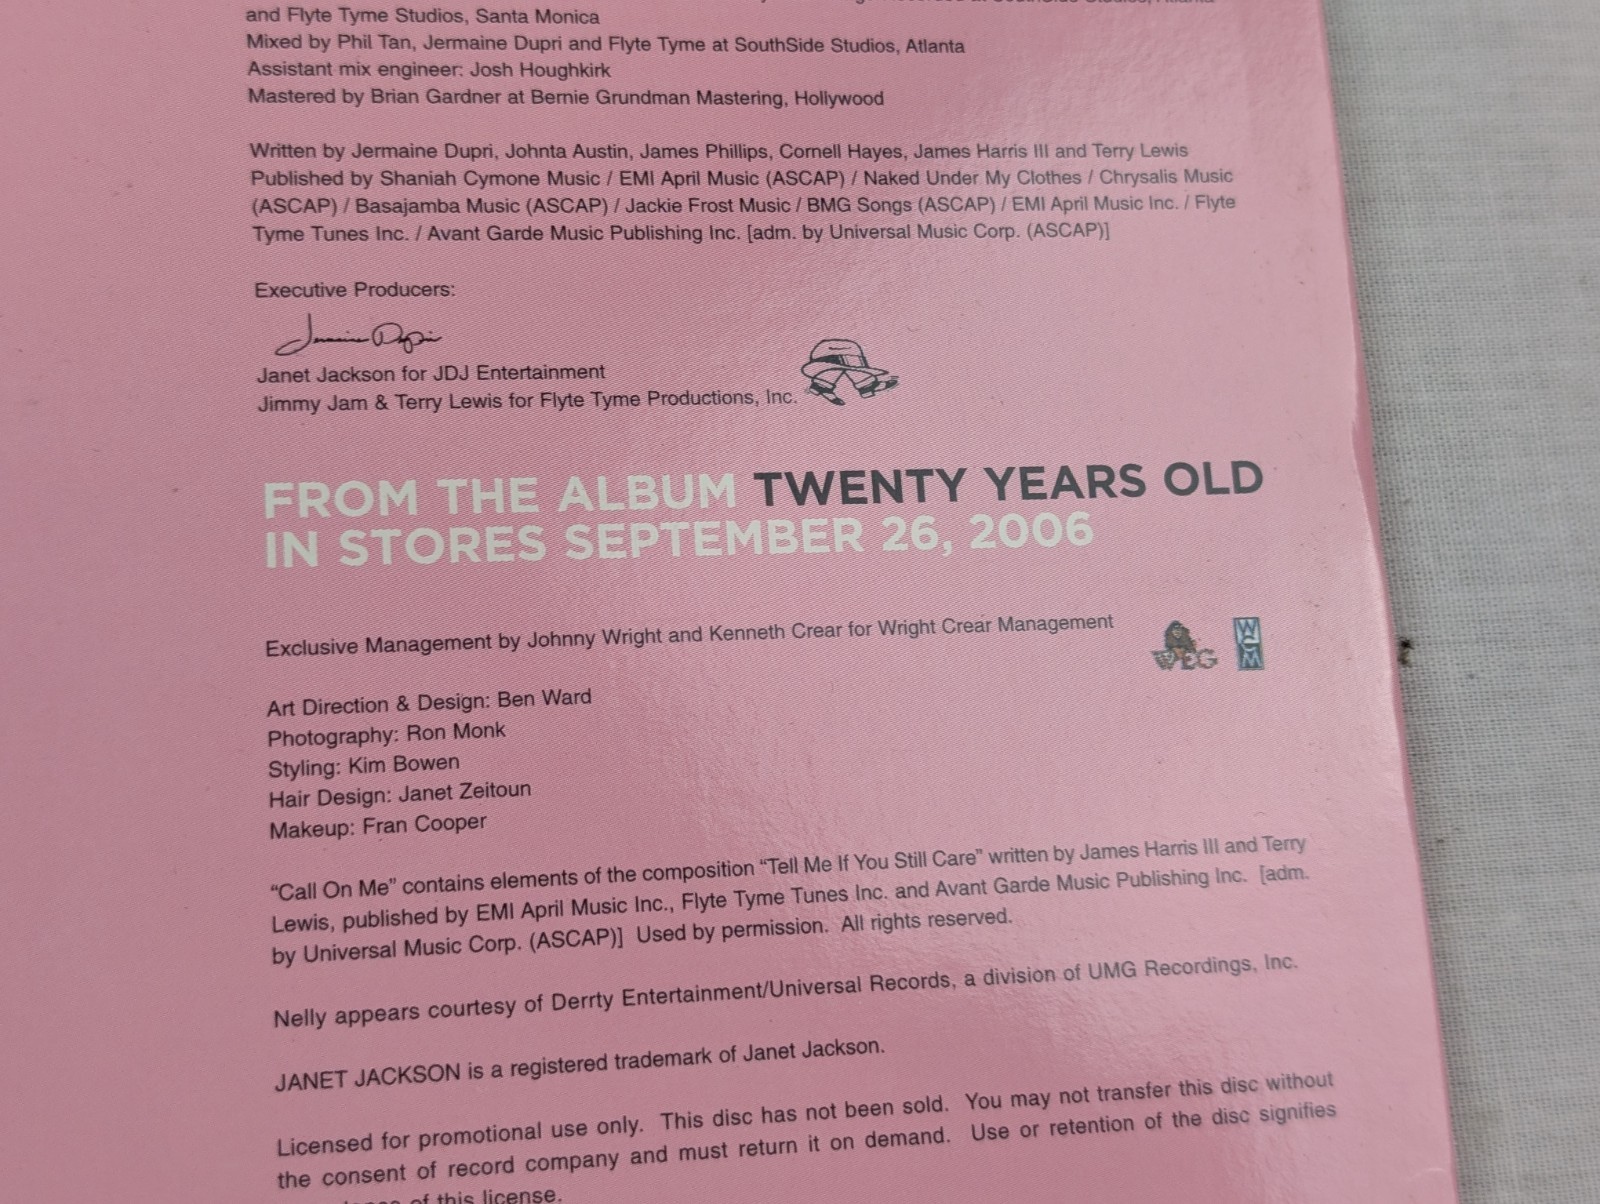 and Flyte Tyme Studios, Santa Monica
Mixed by Phil Tan, Jermaine Dupri and Flyte Tyme at SouthSide Studios, Atlanta
Assistant mix engineer: Josh Houghkirk
Mastered by Brian Gardner at Bernie Grundman Mastering, Hollywood
Written by Jermaine Dupri, Johnta Austin, James Phillips, Cornell Hayes, James Harris III and Terry Lewis
Published by Shaniah Cymone Music / EMI April Music (ASCAP) / Naked Under My Clothes / Chrysalis Music
(ASCAP) / Basajamba Music (ASCAP) / Jackie Frost Music / BMG Songs (ASCAP) / EMI April Music Inc. / Flyte
Tyme Tunes Inc. / Avant Garde Music Publishing Inc. [adm. by Universal Music Corp. (ASCAP)]
Executive Producers:
Jermaine Dupri
Janet Jackson for JDJ Entertainment
Jimmy Jam & Terry Lewis for Flyte Tyme Productions, Inc.
FROM THE ALBUM TWENTY YEARS OLD
IN STORES SEPTEMBER 26, 2006
Exclusive Management by Johnny Wright and Kenneth Crear for Wright Crear Management
WEG
WCM
Art Direction & Design: Ben Ward
Photography: Ron Monk
Styling: Kim Bowen
Hair Design: Janet Zeitoun
Makeup: Fran Cooper
“Call On Me” contains elements of the composition “Tell Me If You Still Care” written by James Harris III and Terry
Lewis, published by EMI April Music Inc., Flyte Tyme Tunes Inc. and Avant Garde Music Publishing Inc. [adm.
by Universal Music Corp. (ASCAP)] Used by permission. All rights reserved.
Nelly appears courtesy of Derrty Entertainment/Universal Records, a division of UMG Recordings, Inc.
JANET JACKSON is a registered trademark of Janet Jackson.
Licensed for promotional use only. This disc has not been sold. You may not transfer this disc without
the consent of record company and must return it on demand. Use or retention of the disc signifies
of this license.